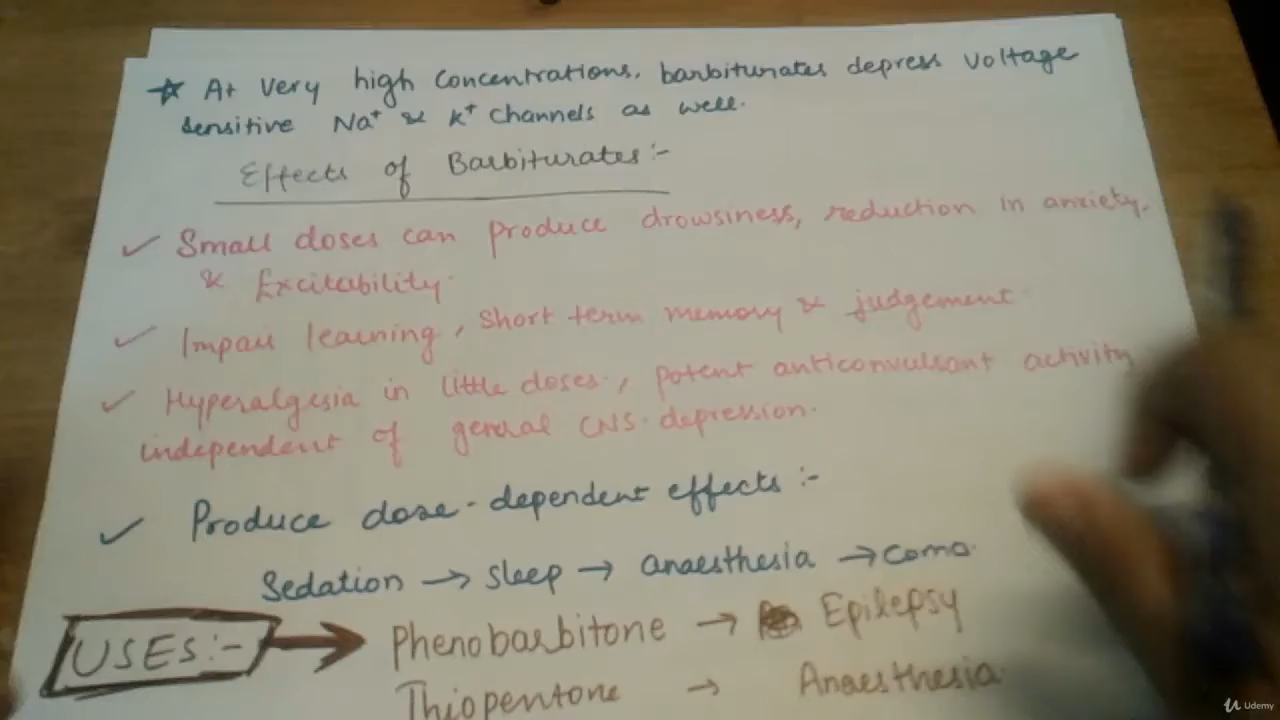 ☆ At very high concentrations, barbiturates depress voltage
sensitive Na⁺ & K⁺ channels as well.
Effects of Barbiturates:-
✓ Small doses can produce drowsiness, reduction in anxiety.
& Excitability.
✓ Impair learning, short term memory & judgement.
✓ Hyperalgesia in little doses, potent anticonvulsant activity
independent of general CNS depression.
✓ Produce dose-dependent effects :-
Sedation → sleep → anaesthesia → coma.
USES:- → Phenobarbitone → Epilepsy
Thiopentone → Anaesthesia.
Udemy